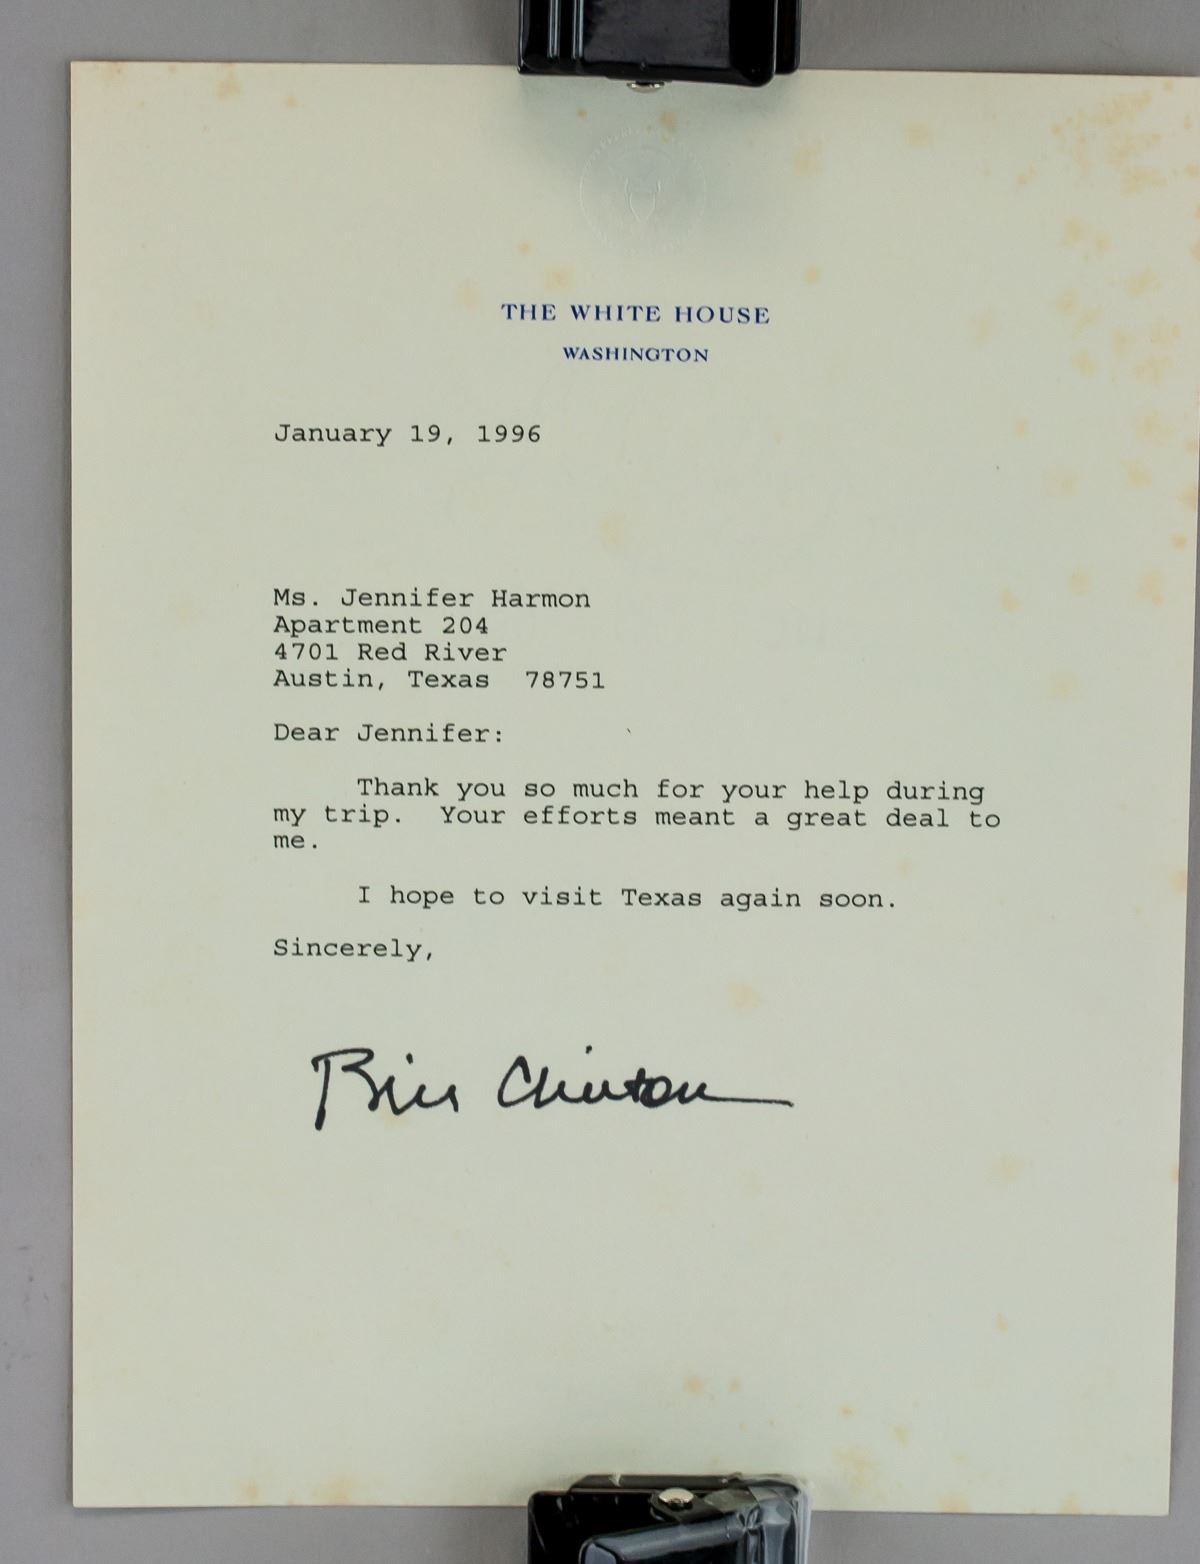 THE WHITE HOUSE
WASHINGTON
January 19, 1996
Ms. Jennifer Harmon
Apartment 204
4701 Red River
Austin, Texas  78751
Dear Jennifer:
Thank you so much for your help during
my trip.  Your efforts meant a great deal to
me.
I hope to visit Texas again soon.
Sincerely,
Bill Clinton